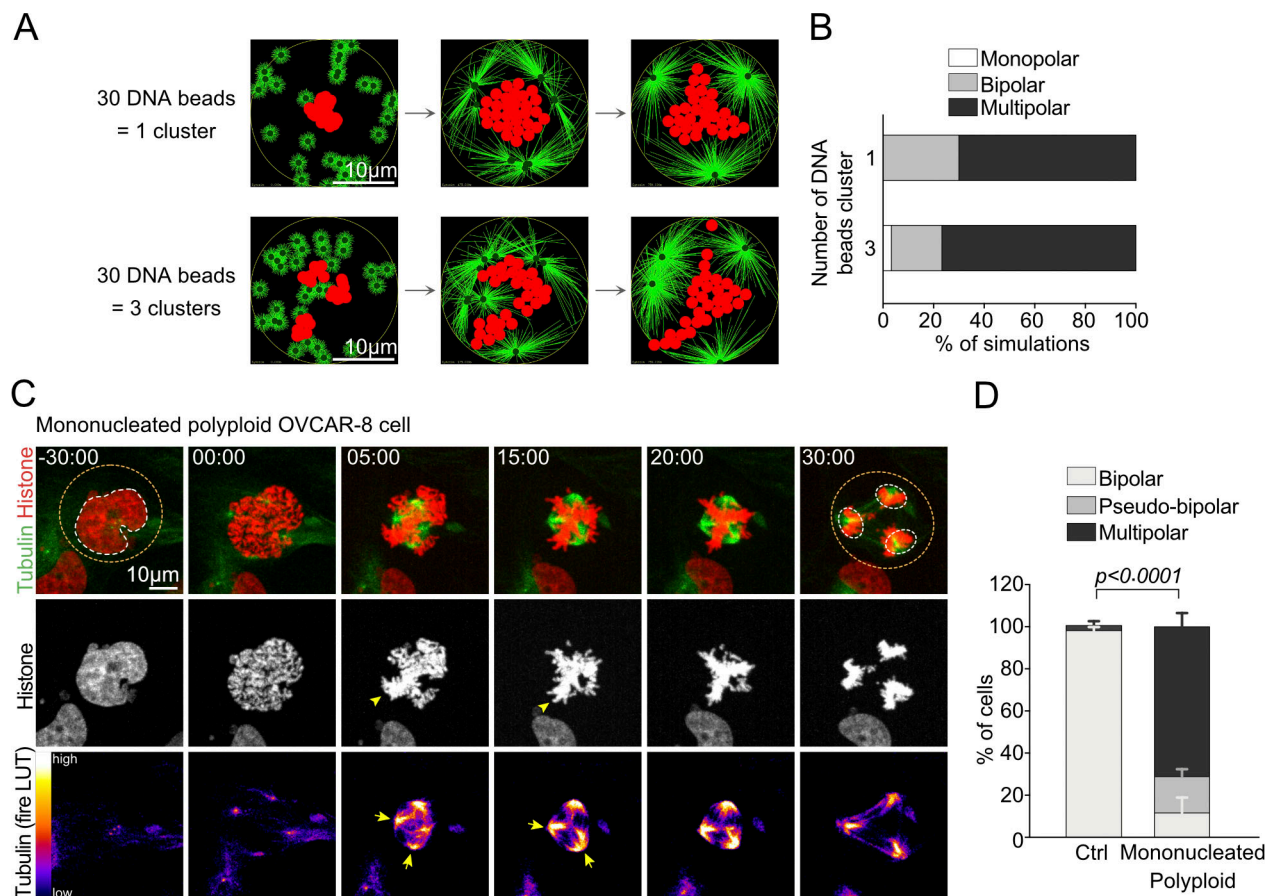 A
30 DNA beads
= 1 cluster
10µm
30 DNA beads
= 3 clusters
10µm
B
Monopolar
Bipolar
Multipolar
Number of DNA
beads cluster
1
3
0 20 40 60 80 100
% of simulations
C
Mononucleated polyploid OVCAR-8 cell
Tubulin Histone
-30:00 00:00 05:00 15:00 20:00 30:00
10µm
Histone
Tubulin (fire LUT)
high
low
D
Bipolar
Pseudo-bipolar
Multipolar
p<0.0001
% of cells
120
100
80
60
40
20
0
Ctrl Mononucleated
Polyploid